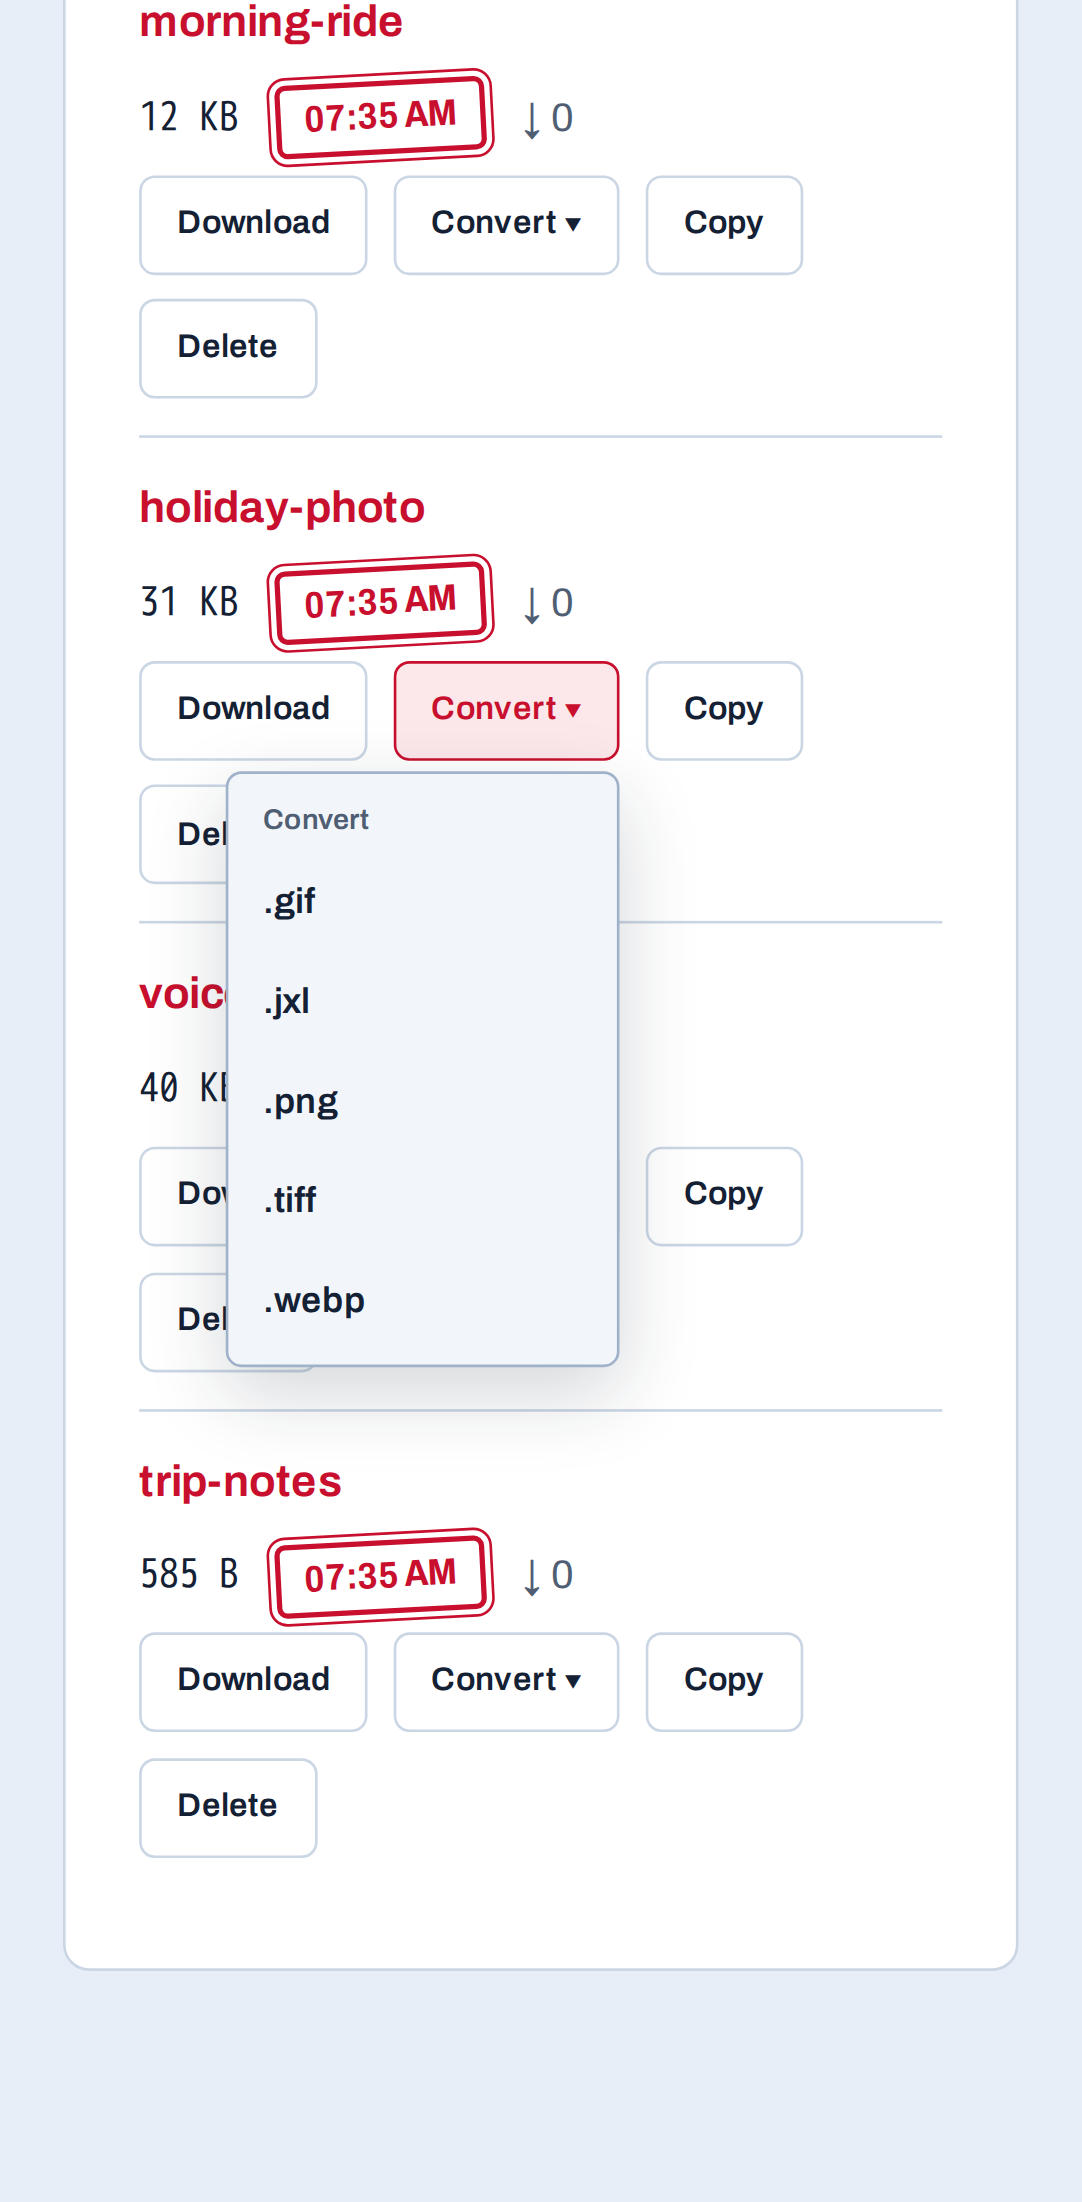 morning-ride
12 KB 07:35 AM ↓ 0
Download Convert ▾ Copy
Delete
holiday-photo
31 KB 07:35 AM ↓ 0
Download Convert ▾ Copy
Convert
.gif
.jxl
.png
.tiff
.webp
40
Copy
trip-notes
585 B 07:35 AM ↓ 0
Download Convert ▾ Copy
Delete